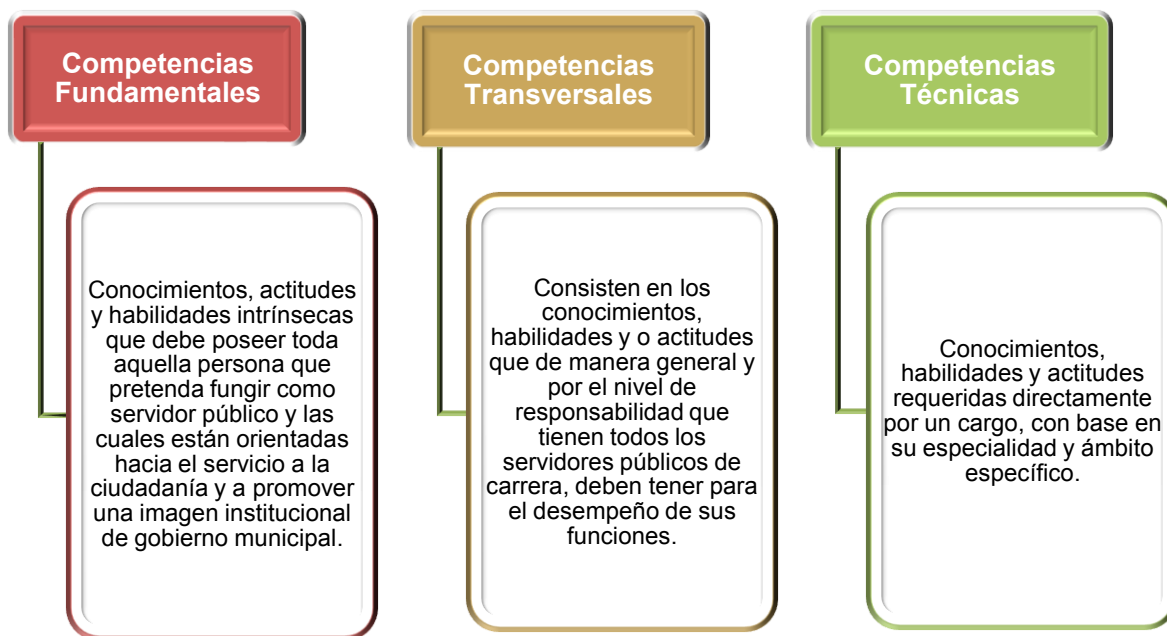 Competencias
Fundamentales
Conocimientos, actitudes
y habilidades intrínsecas
que debe poseer toda
aquella persona que
pretenda fungir como
servidor público y las
cuales están orientadas
hacia el servicio a la
ciudadanía y a promover
una imagen institucional
de gobierno municipal.
Competencias
Transversales
Consisten en los
conocimientos,
habilidades y o actitudes
que de manera general y
por el nivel de
responsabilidad que
tienen todos los
servidores públicos de
carrera, deben tener para
el desempeño de sus
funciones.
Competencias
Técnicas
Conocimientos,
habilidades y actitudes
requeridas directamente
por un cargo, con base en
su especialidad y ámbito
específico.